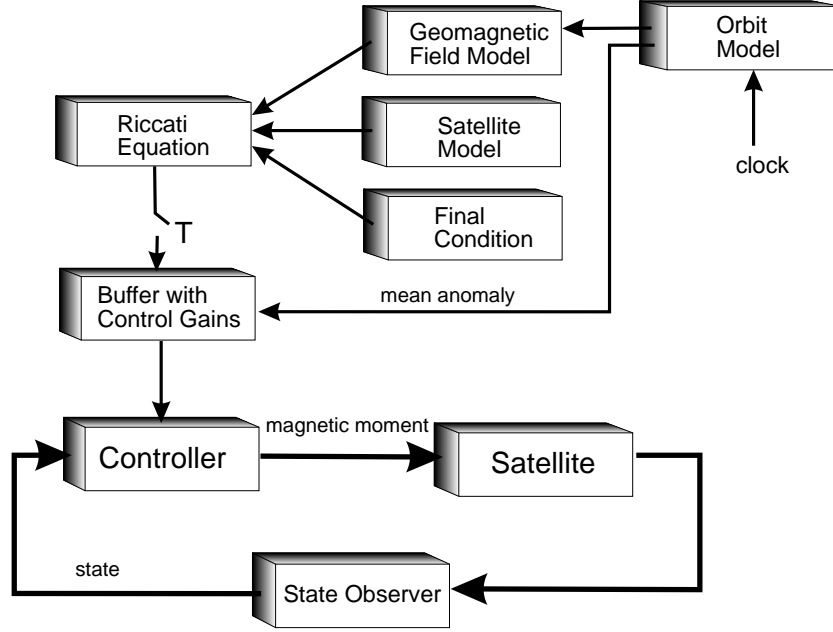 Geomagnetic
Field Model
Orbit
Model
Riccati
Equation
Satellite
Model
clock
Final
Condition
T
Buffer with
Control Gains
mean anomaly
magnetic moment
Controller
Satellite
state
State Observer